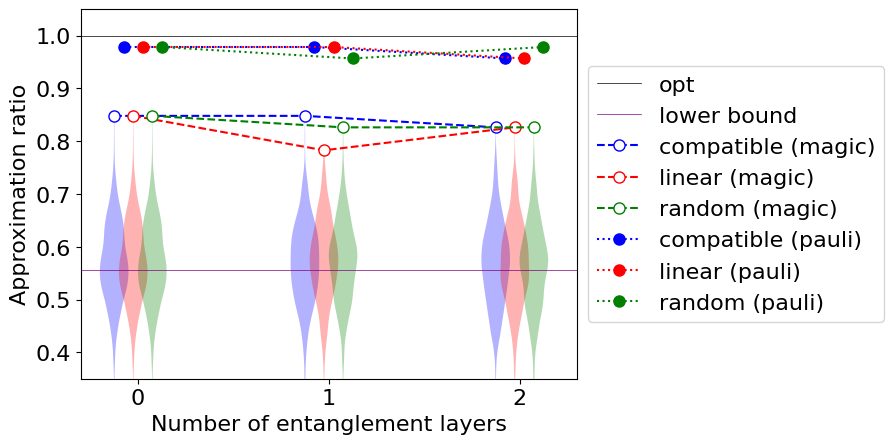 Approximation ratio
1.0
0.9
0.8
0.7
0.6
0.5
0.4
0
1
2
Number of entanglement layers
opt
lower bound
compatible (magic)
linear (magic)
random (magic)
compatible (pauli)
linear (pauli)
random (pauli)